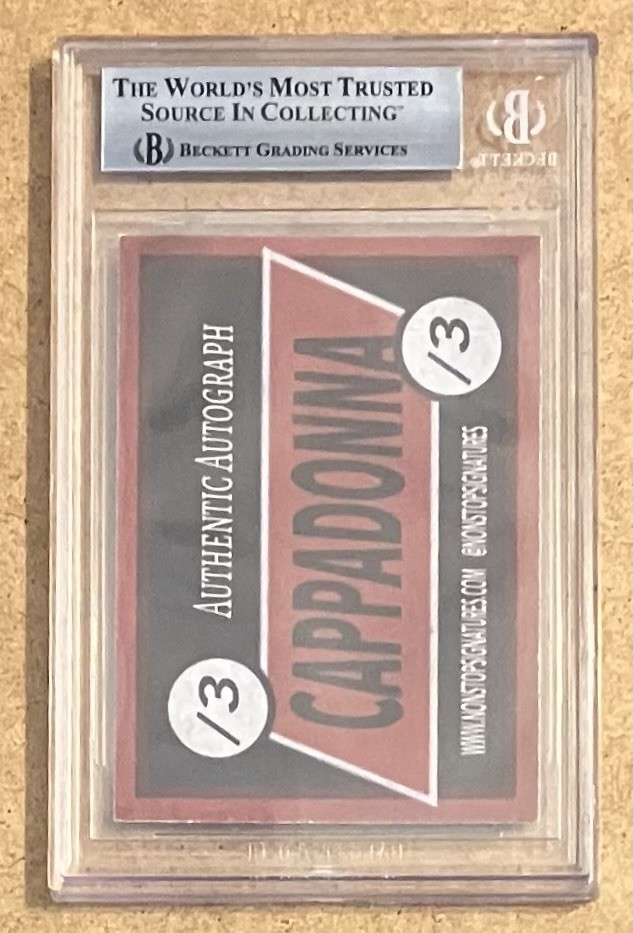 THE WORLD'S MOST TRUSTED
SOURCE IN COLLECTING™
(B) BECKETT GRADING SERVICES
B
BECKETT
AUTHENTIC AUTOGRAPH
/3
CAPPADONNA
/3
WWW.NONSTOPSIGNATURES.COM @NONSTOPSIGNATURES